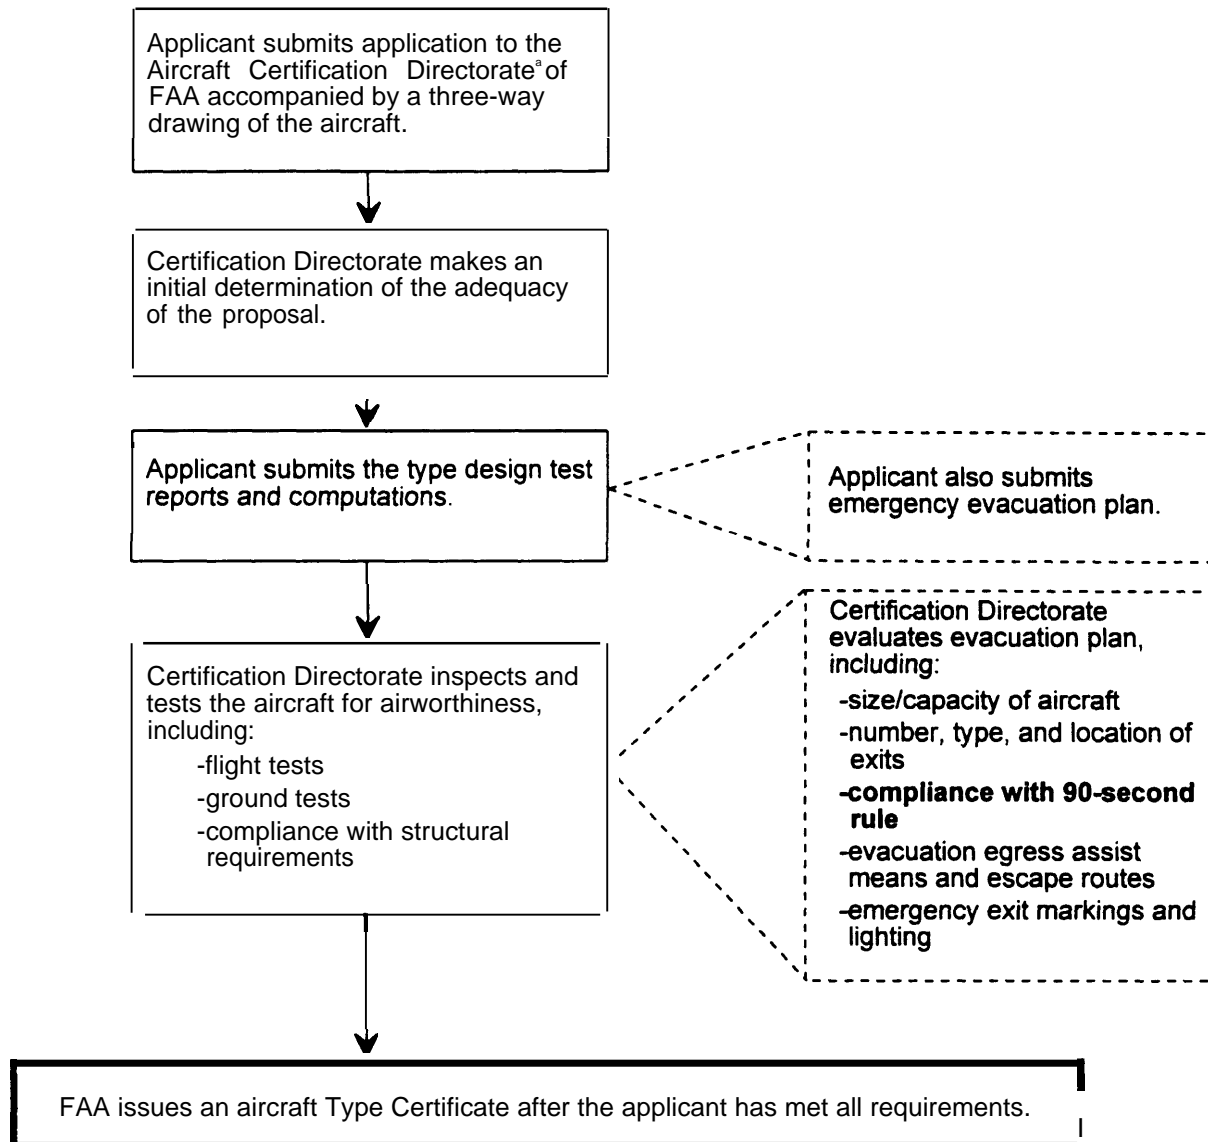 Applicant submits application to the
Aircraft Certification Directorateᵃ of
FAA accompanied by a three-way
drawing of the aircraft.
Certification Directorate makes an
initial determination of the adequacy
of the proposal.
Applicant submits the type design test
reports and computations.
Applicant also submits
emergency evacuation plan.
Certification Directorate inspects and
tests the aircraft for airworthiness,
including:
-flight tests
-ground tests
-compliance with structural
requirements
Certification Directorate
evaluates evacuation plan,
including:
-size/capacity of aircraft
-number, type, and location of
exits
-compliance with 90-second
rule
-evacuation egress assist
means and escape routes
-emergency exit markings and
lighting
FAA issues an aircraft Type Certificate after the applicant has met all requirements.